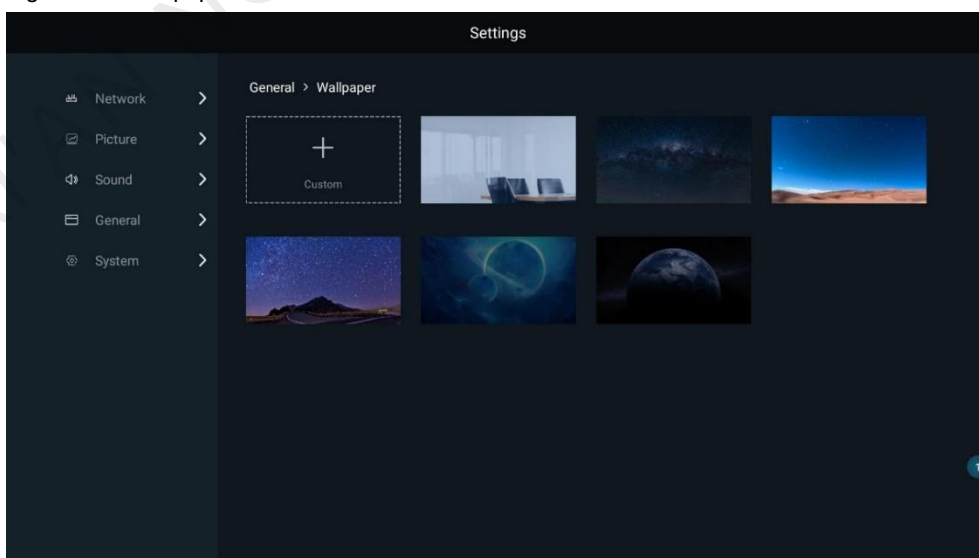 Settings
General > Wallpaper
Network
Picture
Sound
General
System
Custom